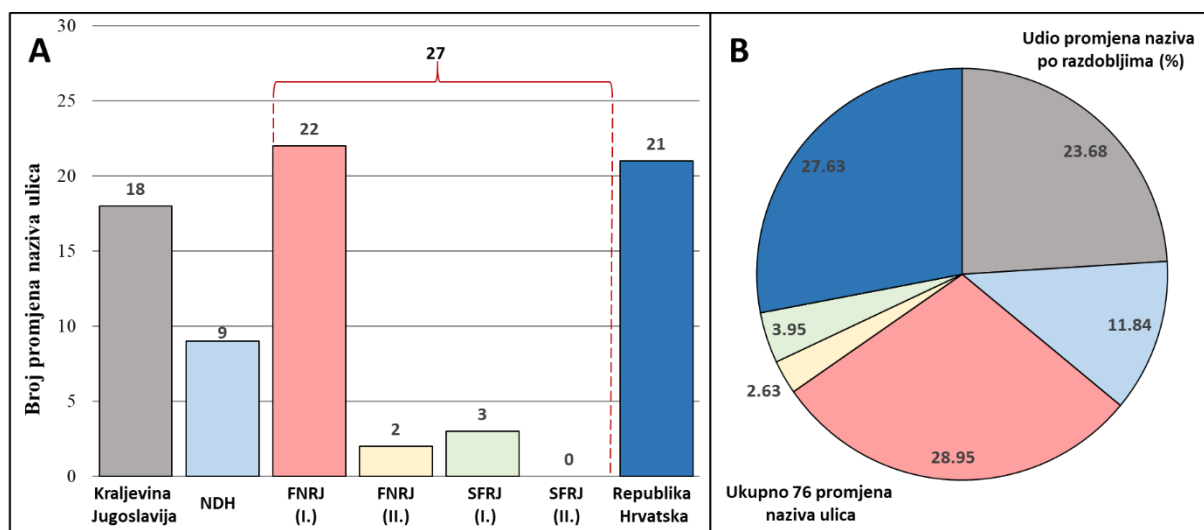 A
Broj promjena naziva ulica
30
25
20
15
10
5
0
27
18
9
22
2
3
0
21
Kraljevina
Jugoslavija
NDH
FNRJ
(I.)
FNRJ
(II.)
SFRJ
(I.)
SFRJ
(II.)
Republika
Hrvatska
B
Udio promjena naziva
po razdobljima (%)
23.68
11.84
28.95
2.63
3.95
27.63
Ukupno 76 promjena
naziva ulica